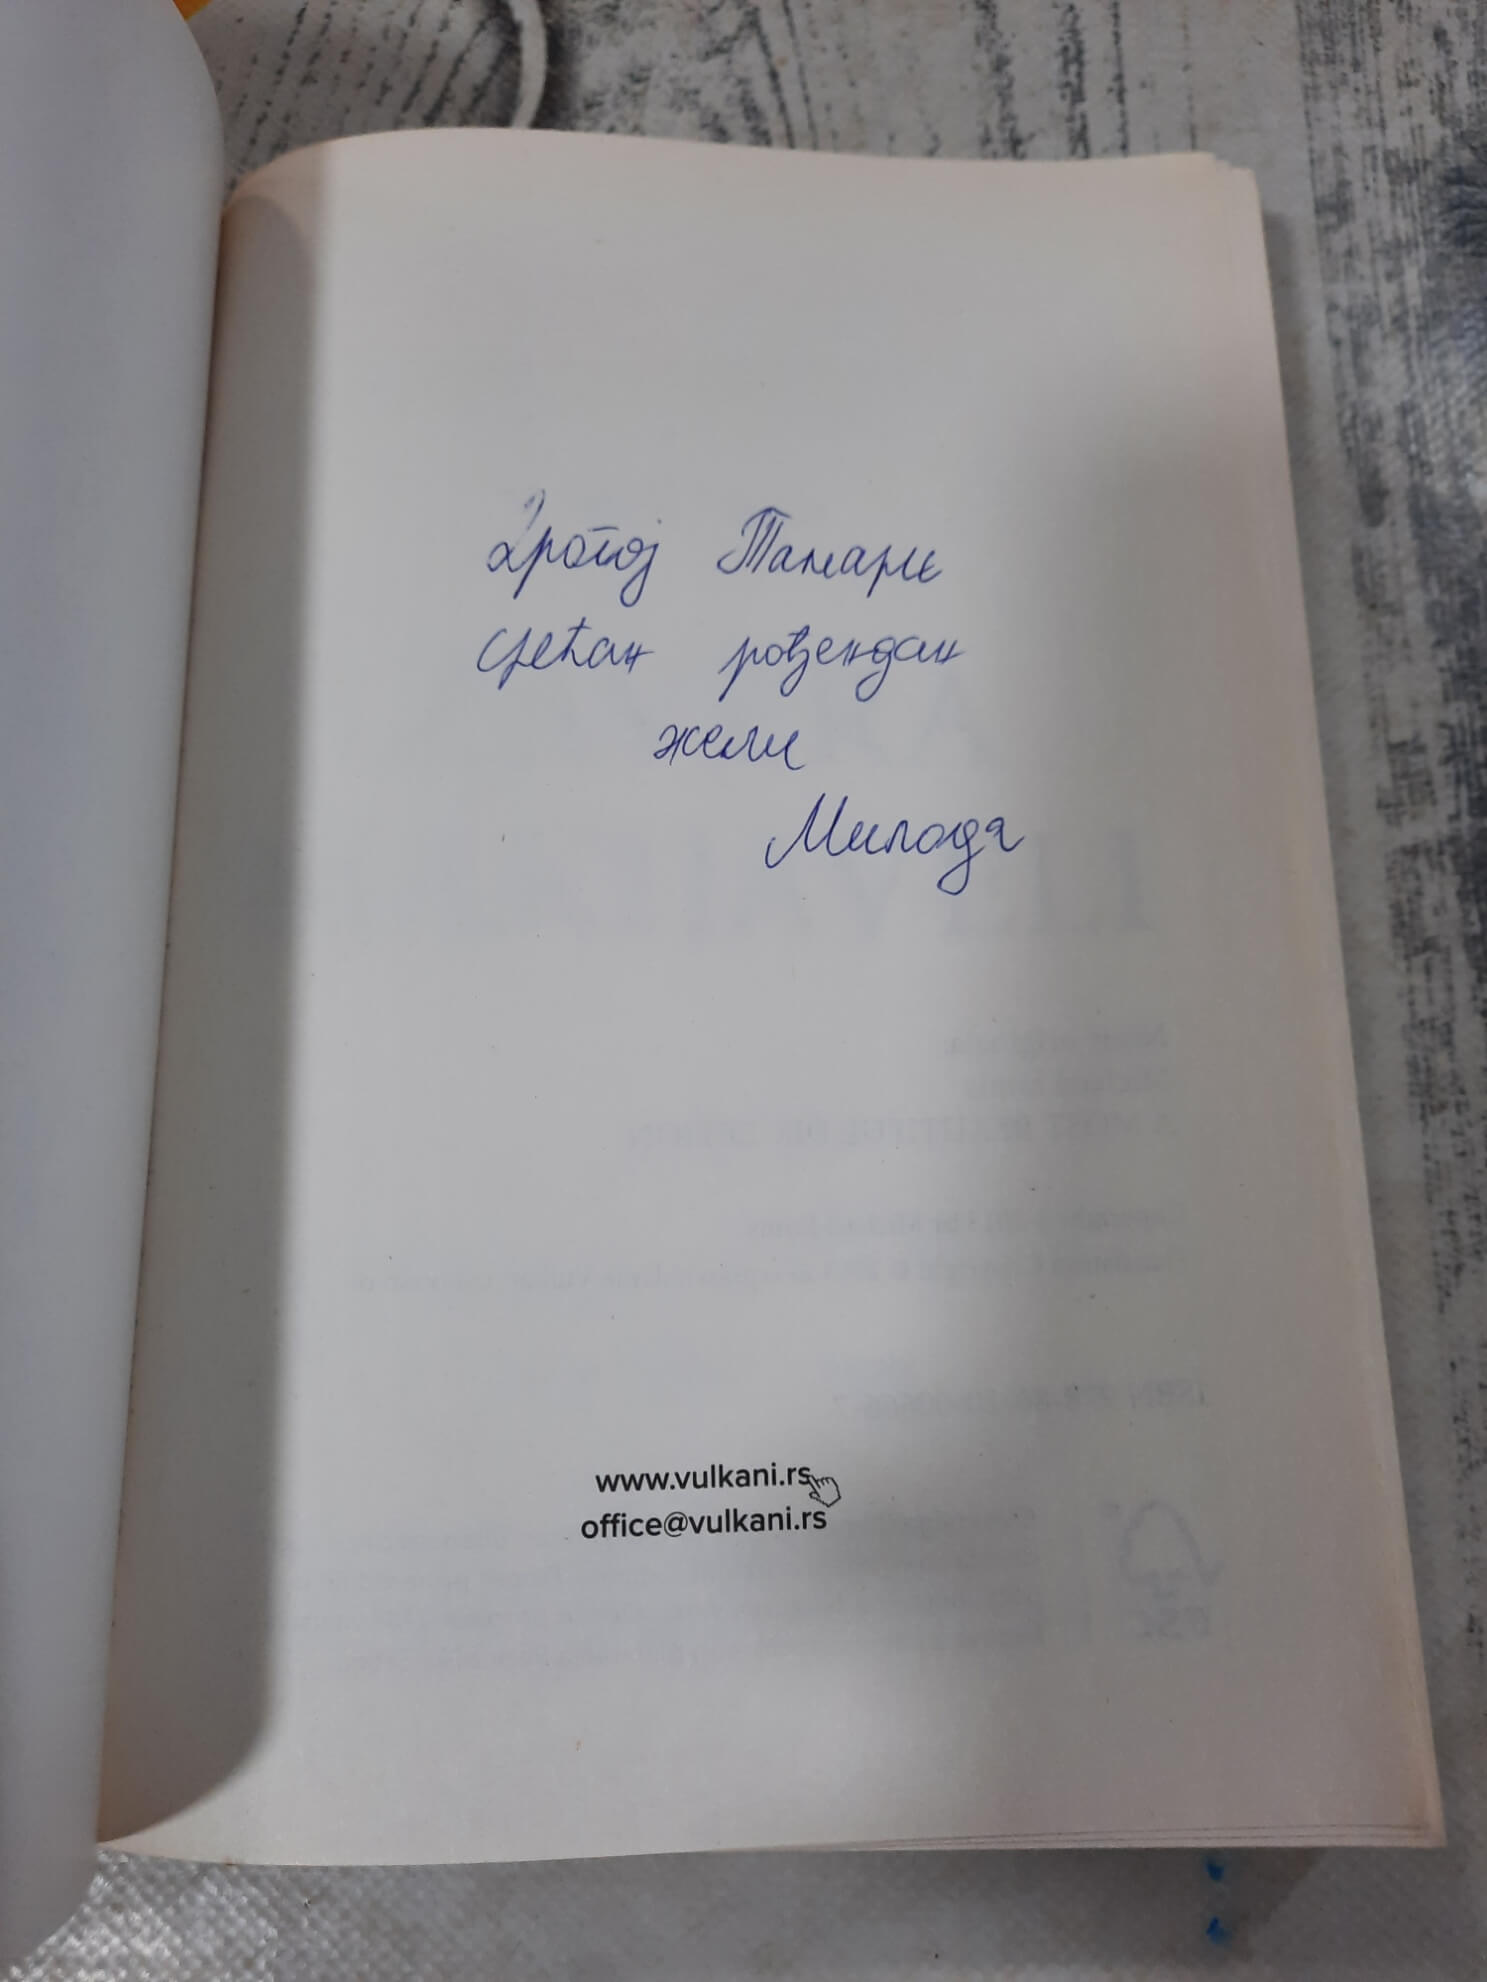 Драгој Тамари
срећан рођендан
жели
Милода
www.vulkani.rs
office@vulkani.rs